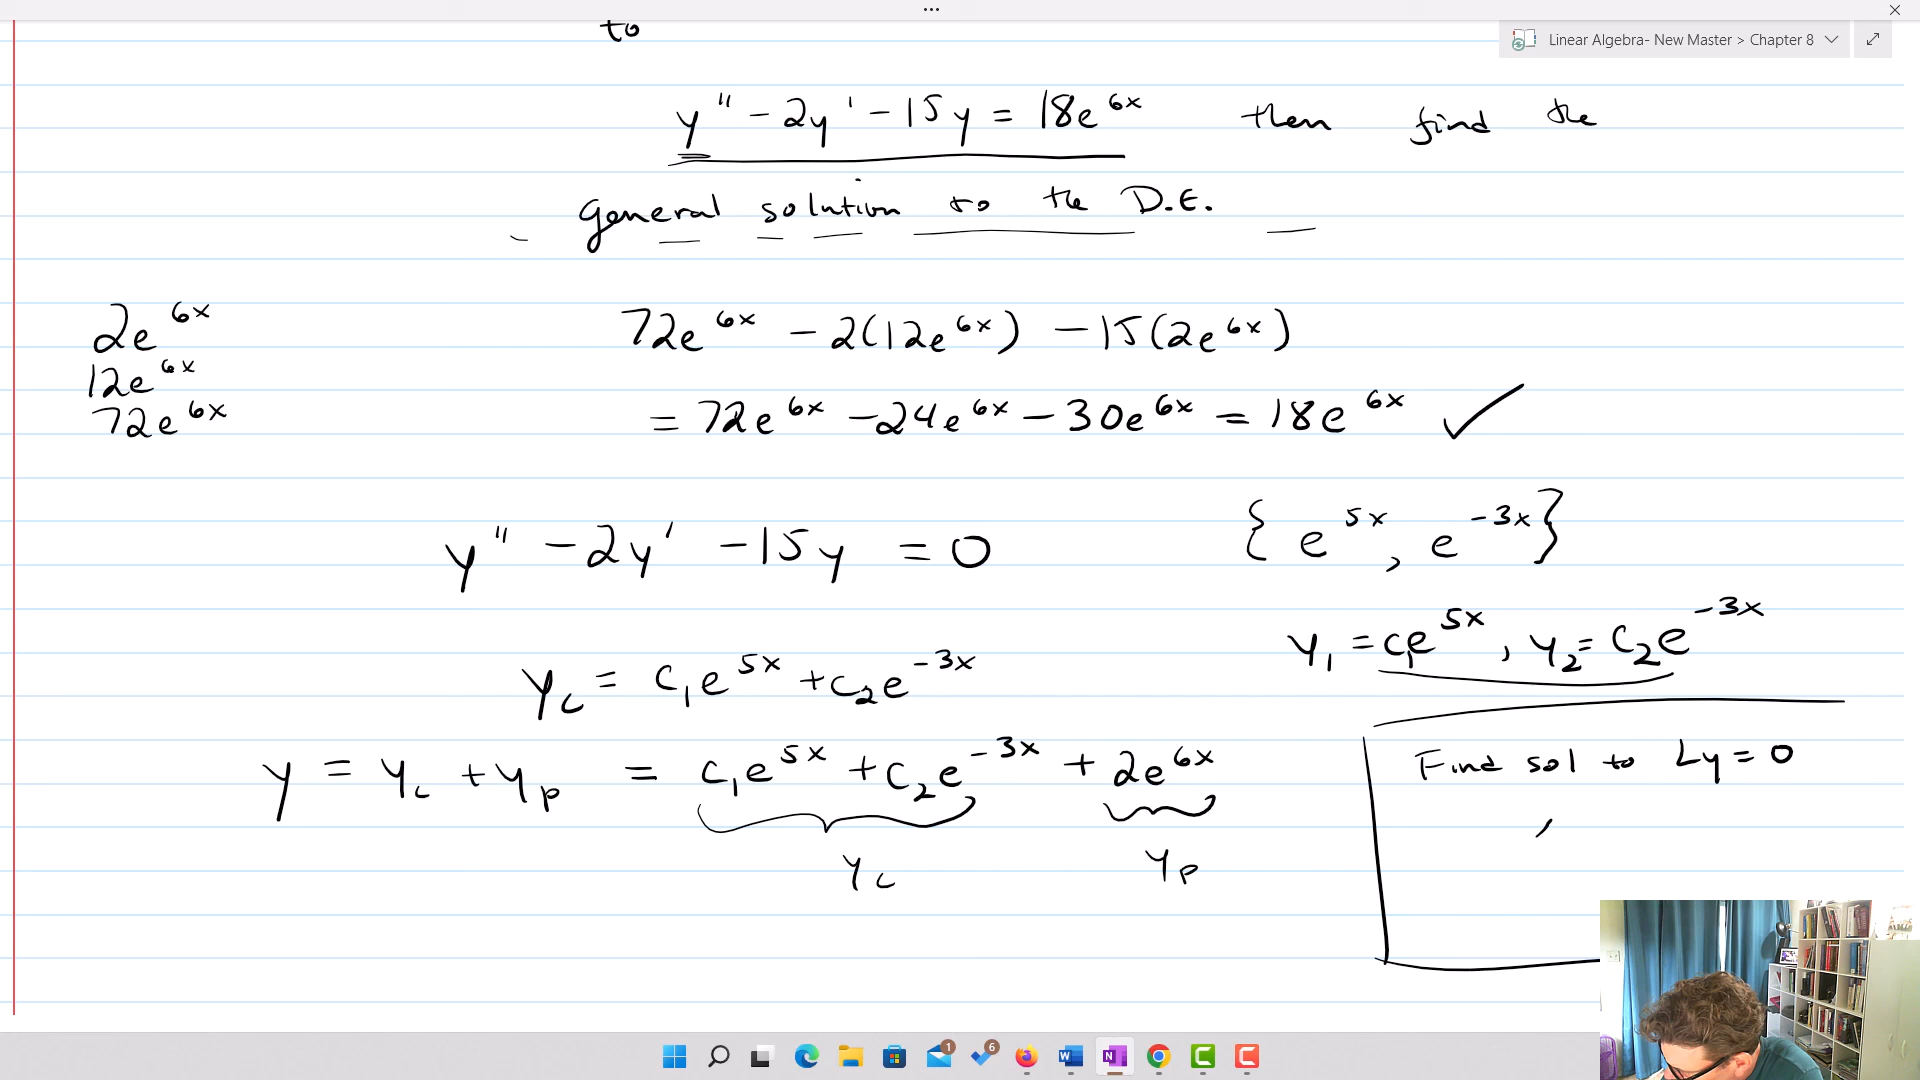 to
Linear Algebra- New Master > Chapter 8
y'' - 2y' - 15y = 18e^{6x} then find the
general solution to the D.E.
2e^{6x}
12e^{6x}
72e^{6x}
72e^{6x} - 2(12e^{6x}) - 15(2e^{6x})
= 72e^{6x} - 24e^{6x} - 30e^{6x} = 18e^{6x} ✓
y'' - 2y' - 15y = 0
{ e^{5x}, e^{-3x} }
y_1 = c_1e^{5x}, y_2 = c_2e^{-3x}
y_c = c_1e^{5x} + c_2e^{-3x}
y = y_c + y_p = c_1e^{5x} + c_2e^{-3x} + 2e^{6x}
y_c y_p
Find sol to Ly = 0
1
6